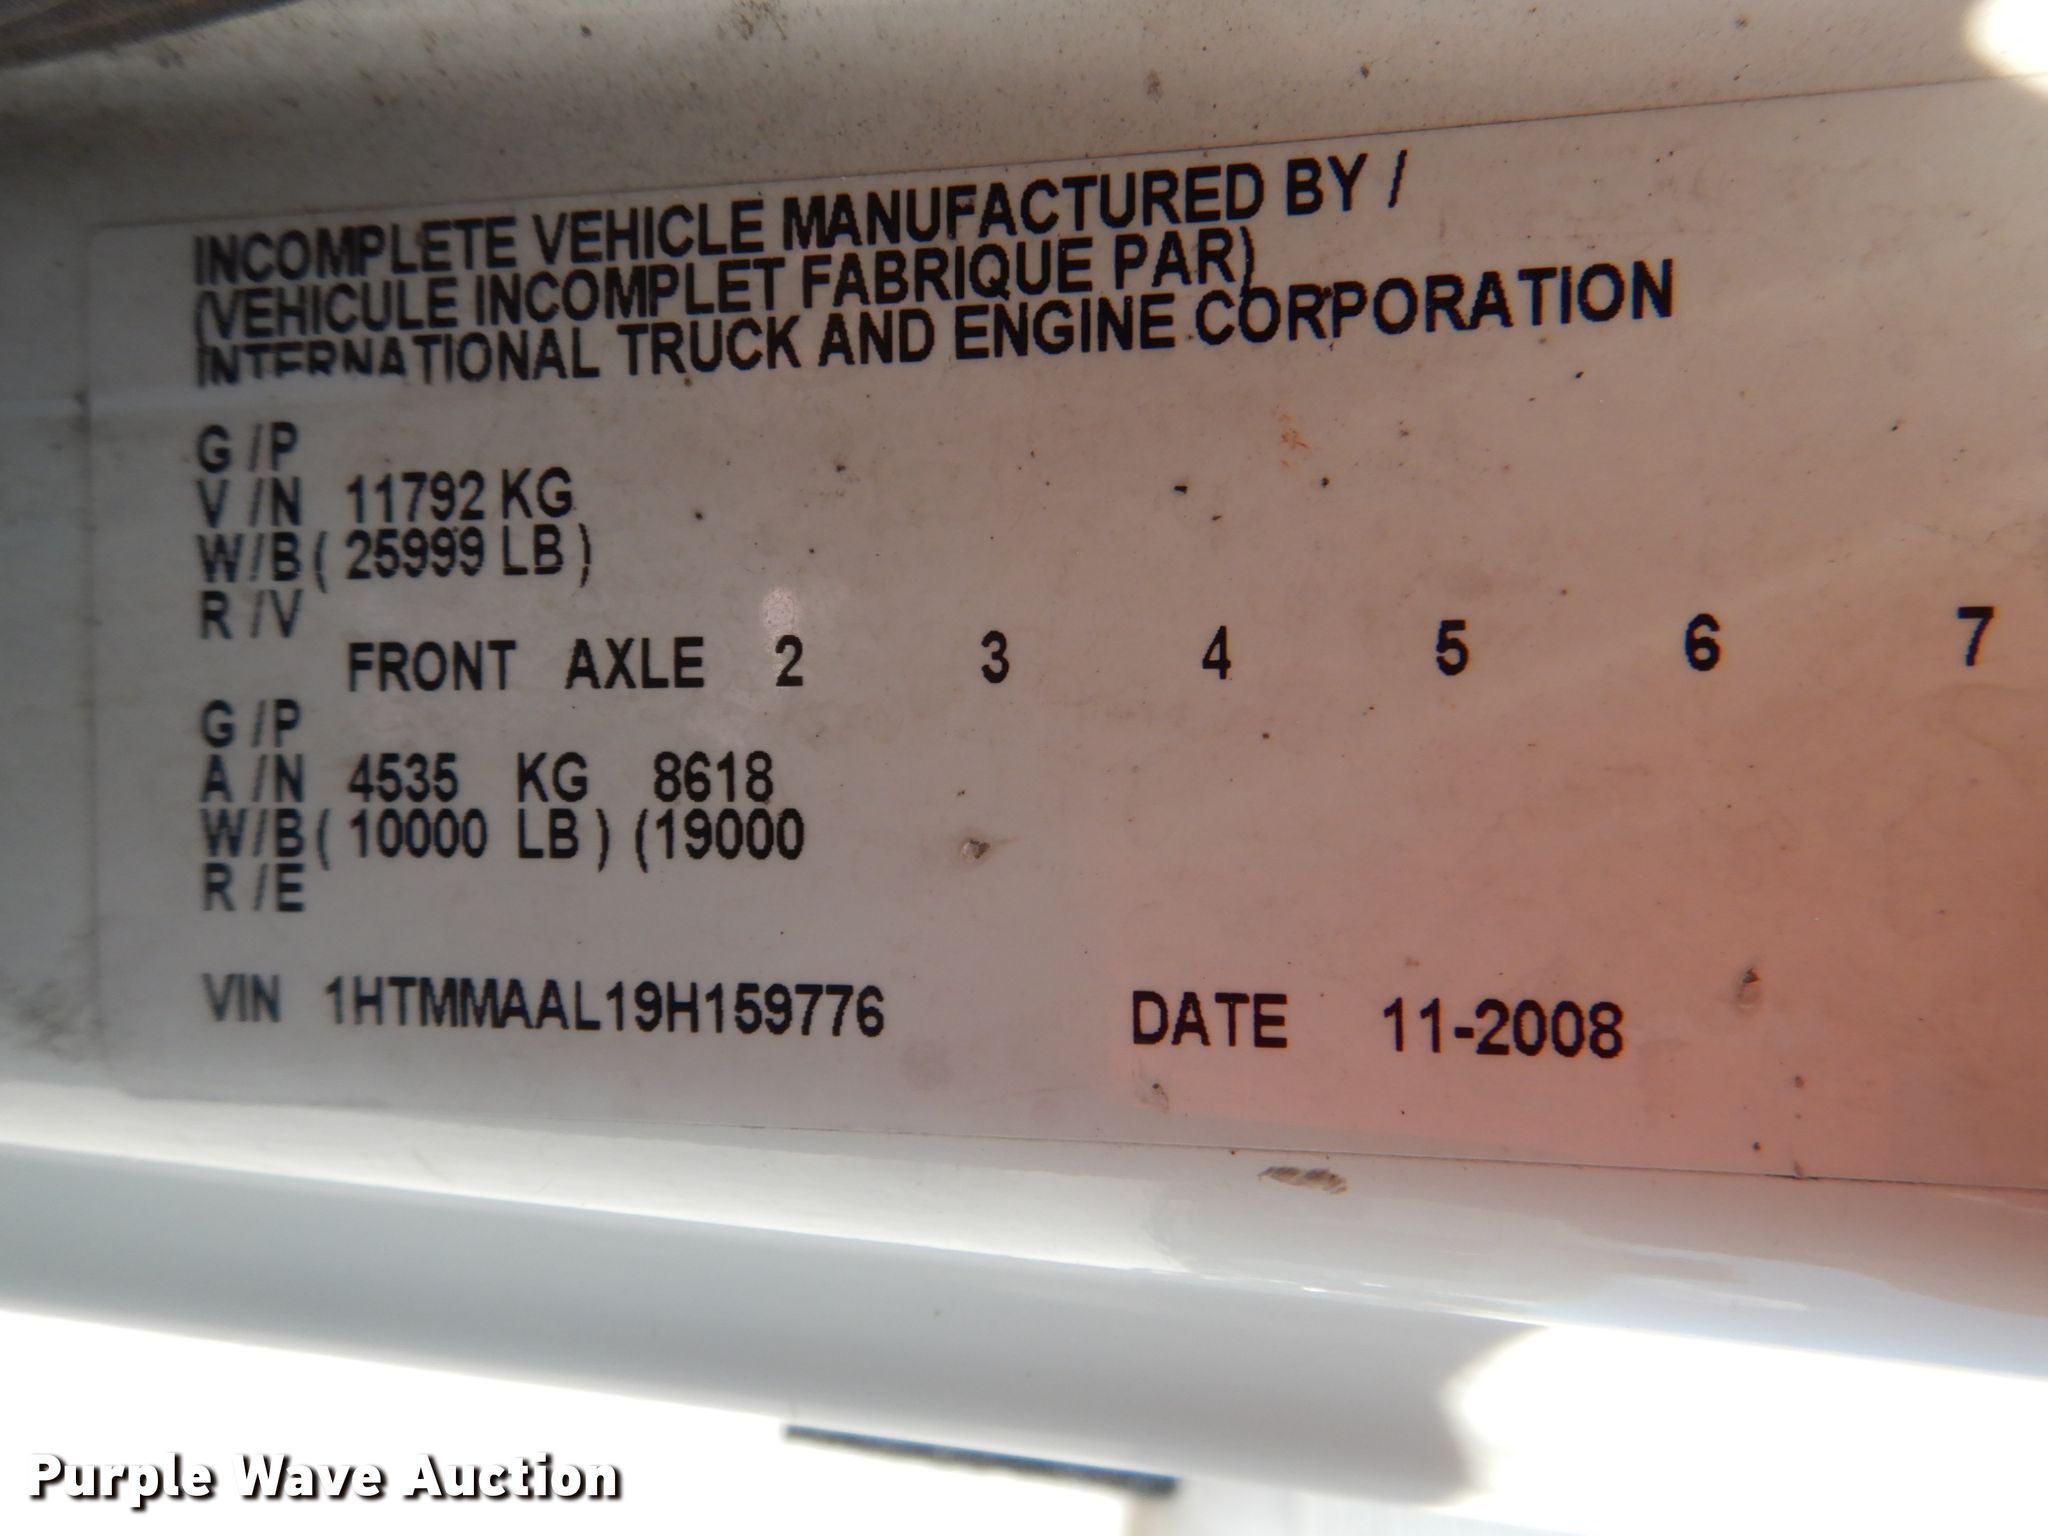 INCOMPLETE VEHICLE MANUFACTURED BY /
(VEHICULE INCOMPLET FABRIQUE PAR)
INTERNATIONAL TRUCK AND ENGINE CORPORATION
G /P
V /N 11792 KG
W/B ( 25999 LB )
R /V
FRONT AXLE 2 3 4 5 6 7
G /P
A /N 4535 KG 8618
W/B ( 10000 LB ) (19000
R /E
VIN 1HTMMAAL19H159776 DATE 11-2008
Purple Wave Auction